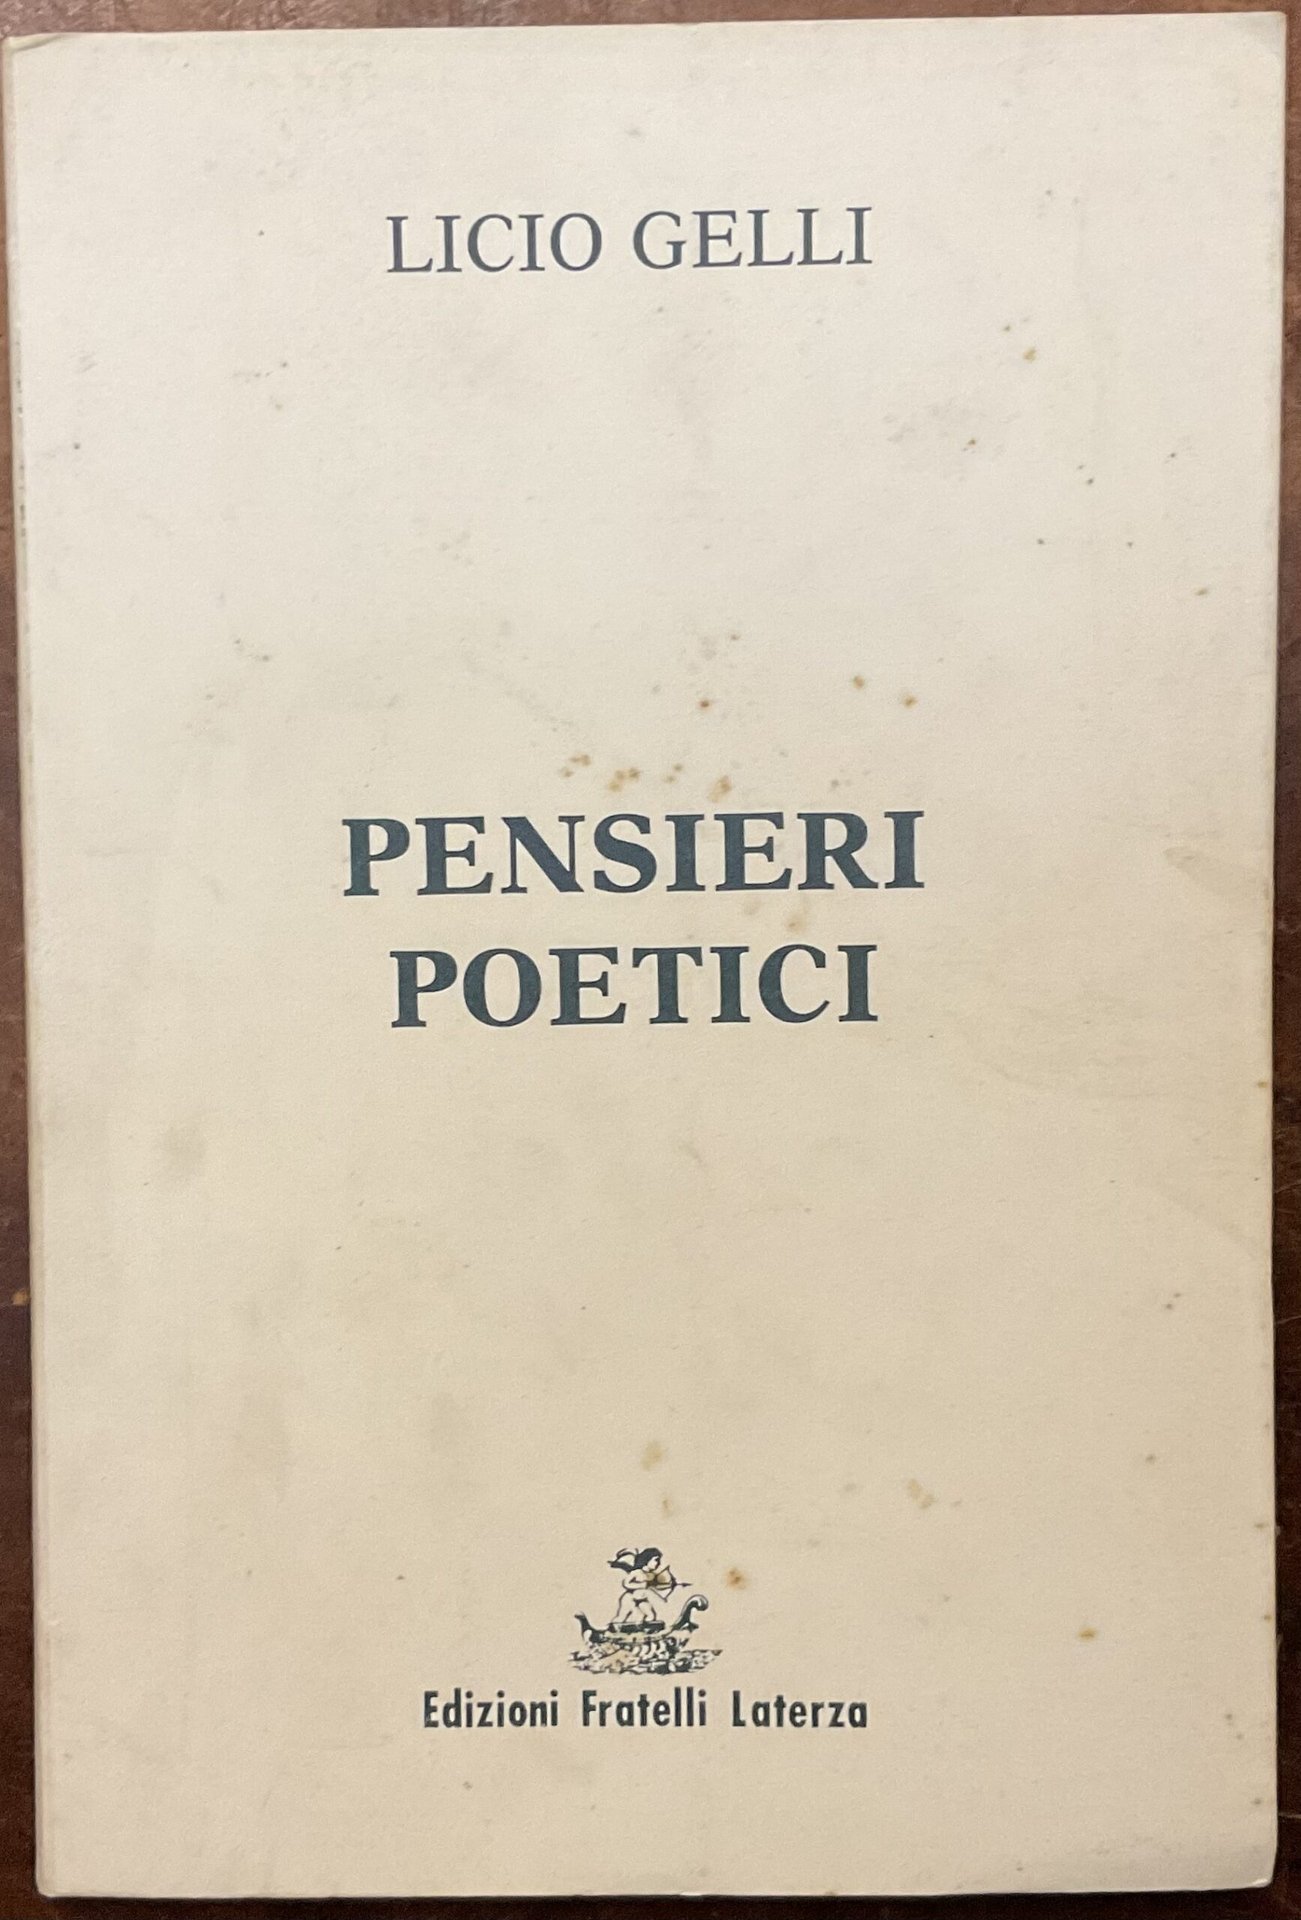 LICIO GELLI
PENSIERI
POETICI
Edizioni Fratelli Laterza